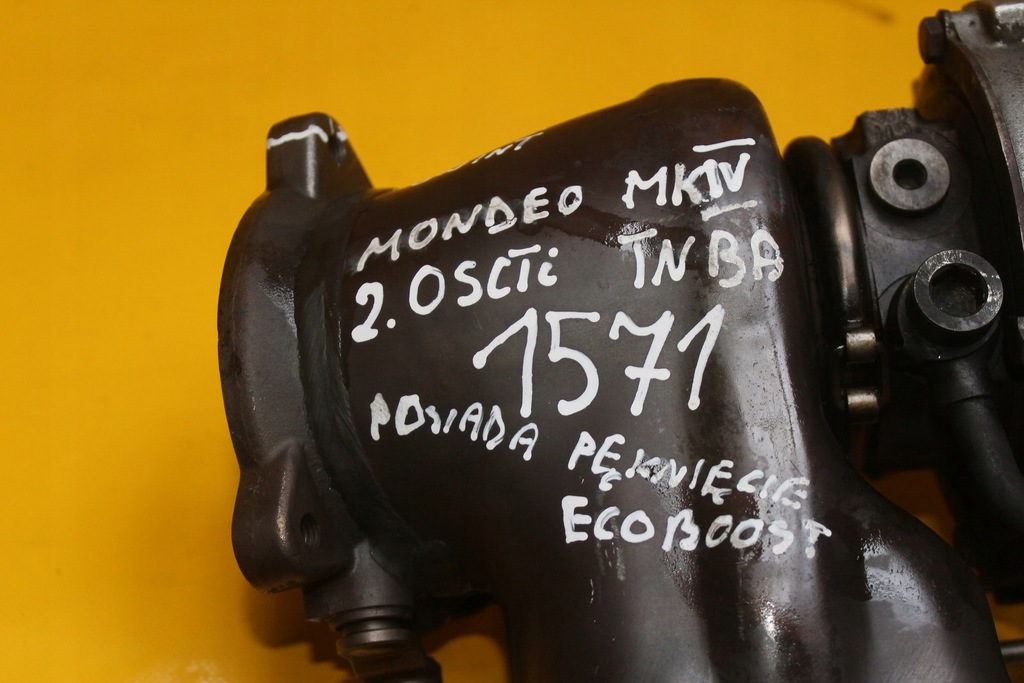 MONDEO MKIV
2.0SCTi TNBA
1571
POSIADA PĘKNIĘCIE
ECOBOOST